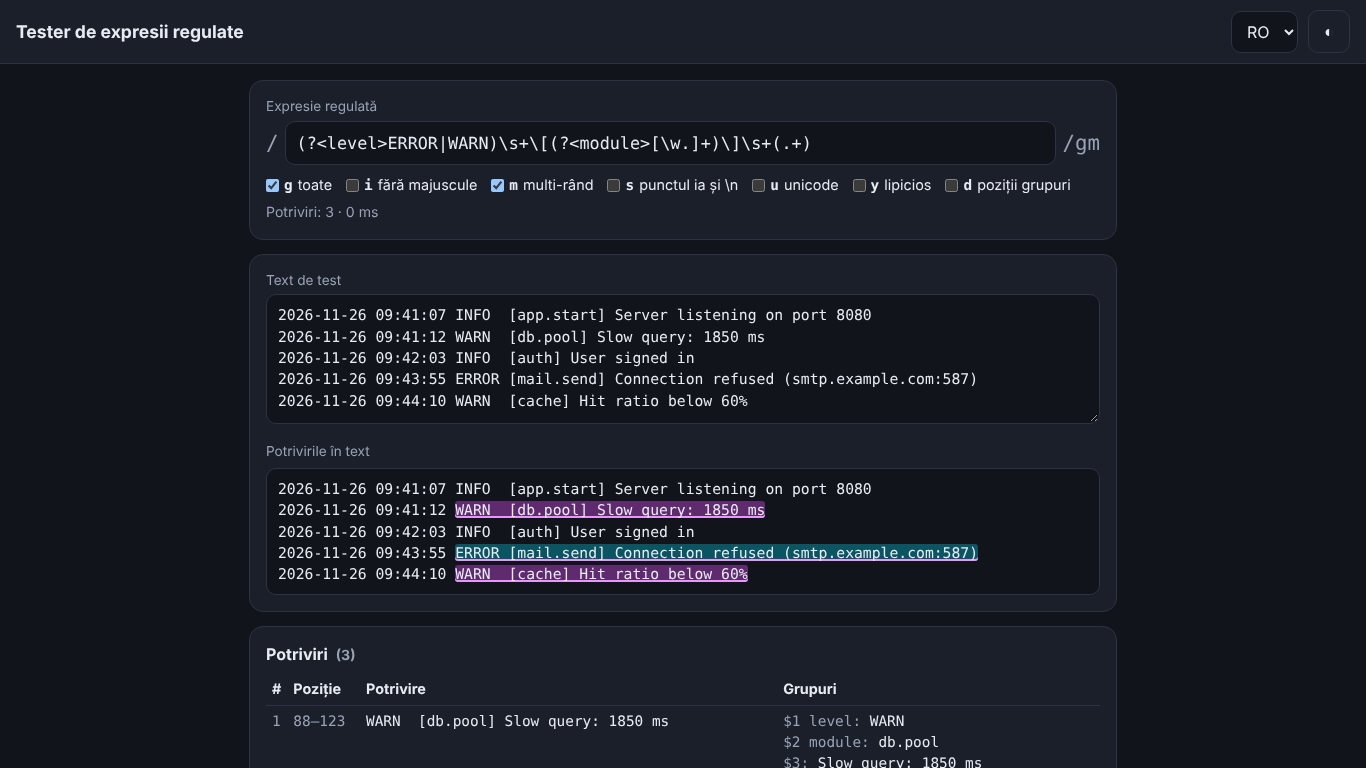 Tester de expresii regulate
RO
Expresie regulată
/ (?<level>ERROR|WARN)\s+\[(?<module>[\w.]+)\]\s+(.+) /gm
g toate i fără majuscule m multi-rând s punctul ia și \n u unicode y lipicios d poziții grupuri
Potriviri: 3 · 0 ms
Text de test
2026-11-26 09:41:07 INFO  [app.start] Server listening on port 8080
2026-11-26 09:41:12 WARN  [db.pool] Slow query: 1850 ms
2026-11-26 09:42:03 INFO  [auth] User signed in
2026-11-26 09:43:55 ERROR [mail.send] Connection refused (smtp.example.com:587)
2026-11-26 09:44:10 WARN  [cache] Hit ratio below 60%
Potrivirile în text
2026-11-26 09:41:07 INFO  [app.start] Server listening on port 8080
2026-11-26 09:41:12 WARN  [db.pool] Slow query: 1850 ms
2026-11-26 09:42:03 INFO  [auth] User signed in
2026-11-26 09:43:55 ERROR [mail.send] Connection refused (smtp.example.com:587)
2026-11-26 09:44:10 WARN  [cache] Hit ratio below 60%
Potriviri (3)
# Poziție Potrivire Grupuri
1 88–123 WARN  [db.pool] Slow query: 1850 ms $1 level: WARN
$2 module: db.pool
$3: Slow query: 1850 ms